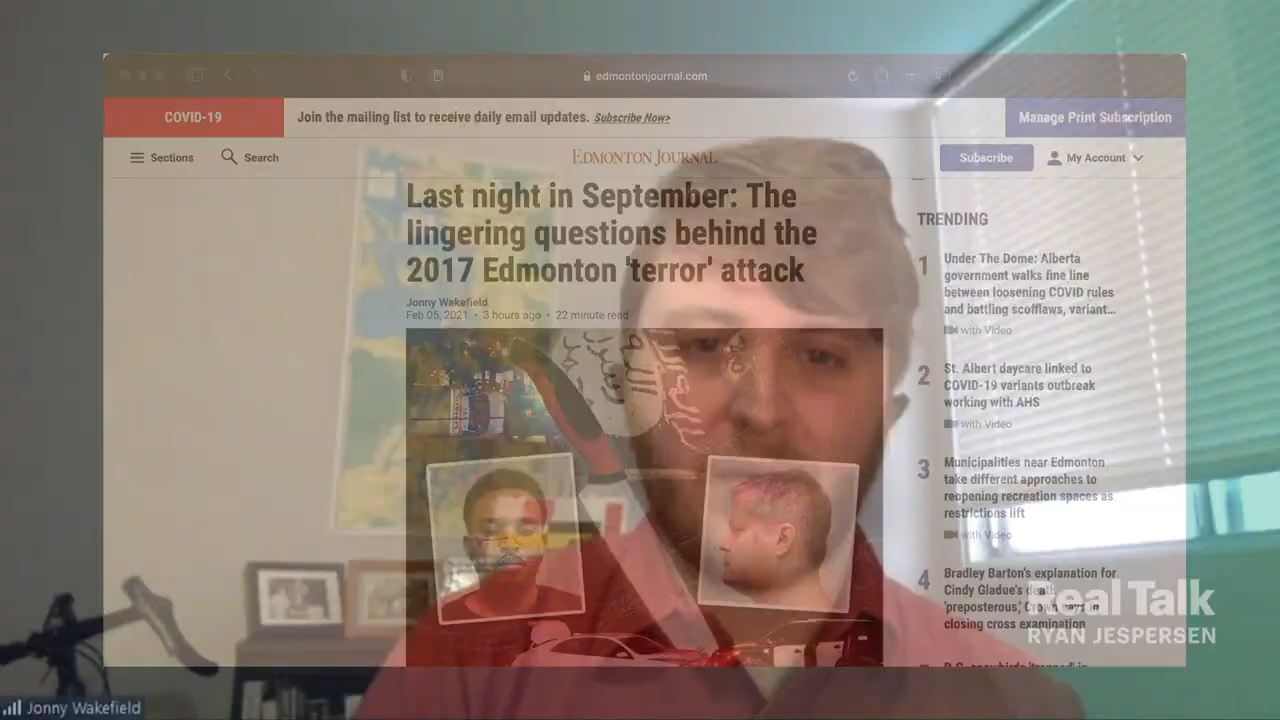 edmontonjournal.com
COVID-19
Join the mailing list to receive daily email updates. Subscribe Now>
Manage Print Subscription
Sections
Search
EDMONTON JOURNAL
Subscribe
My Account
Last night in September: The
lingering questions behind the
2017 Edmonton 'terror' attack
Jonny Wakefield
Feb 05, 2021 • 3 hours ago • 22 minute read
TRENDING
1
Under The Dome: Alberta
government walks fine line
between loosening COVID rules
and battling scofflaws, variant...
with Video
2
St. Albert daycare linked to
COVID-19 variants outbreak
working with AHS
with Video
3
Municipalities near Edmonton
take different approaches to
reopening recreation spaces as
restrictions lift
with Video
4
Bradley Barton's explanation for
Cindy Gladue's death
'preposterous,' Crown says in
closing cross examination
Real Talk
RYAN JESPERSEN
Jonny Wakefield